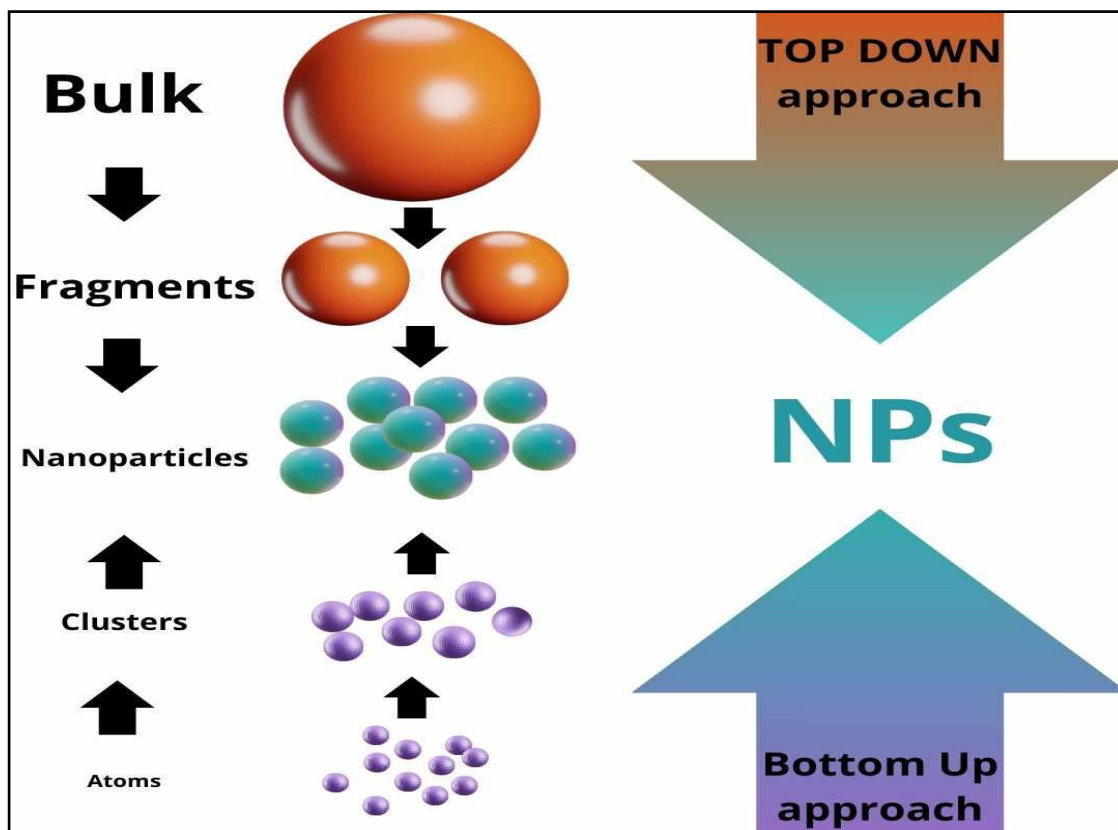 Bulk
Fragments
Nanoparticles
Clusters
Atoms
TOP DOWN
approach
NPs
Bottom Up
approach